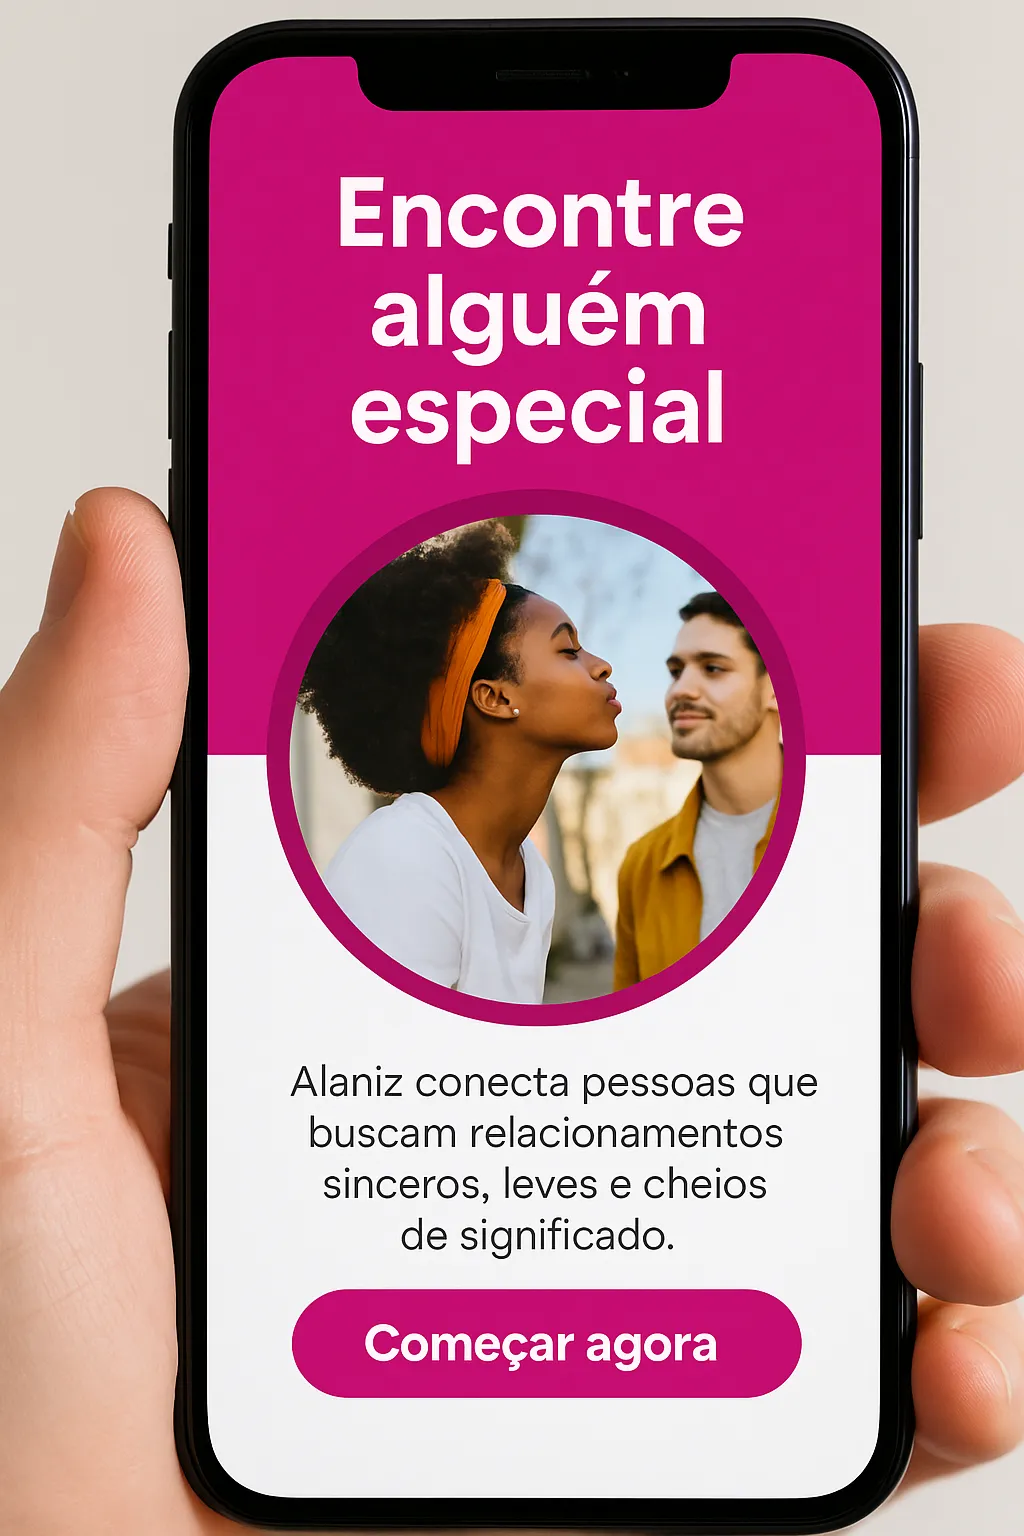 Encontre
alguém
especial
Alaniz conecta pessoas que
buscam relacionamentos
sinceros, leves e cheios
de significado.
Começar agora